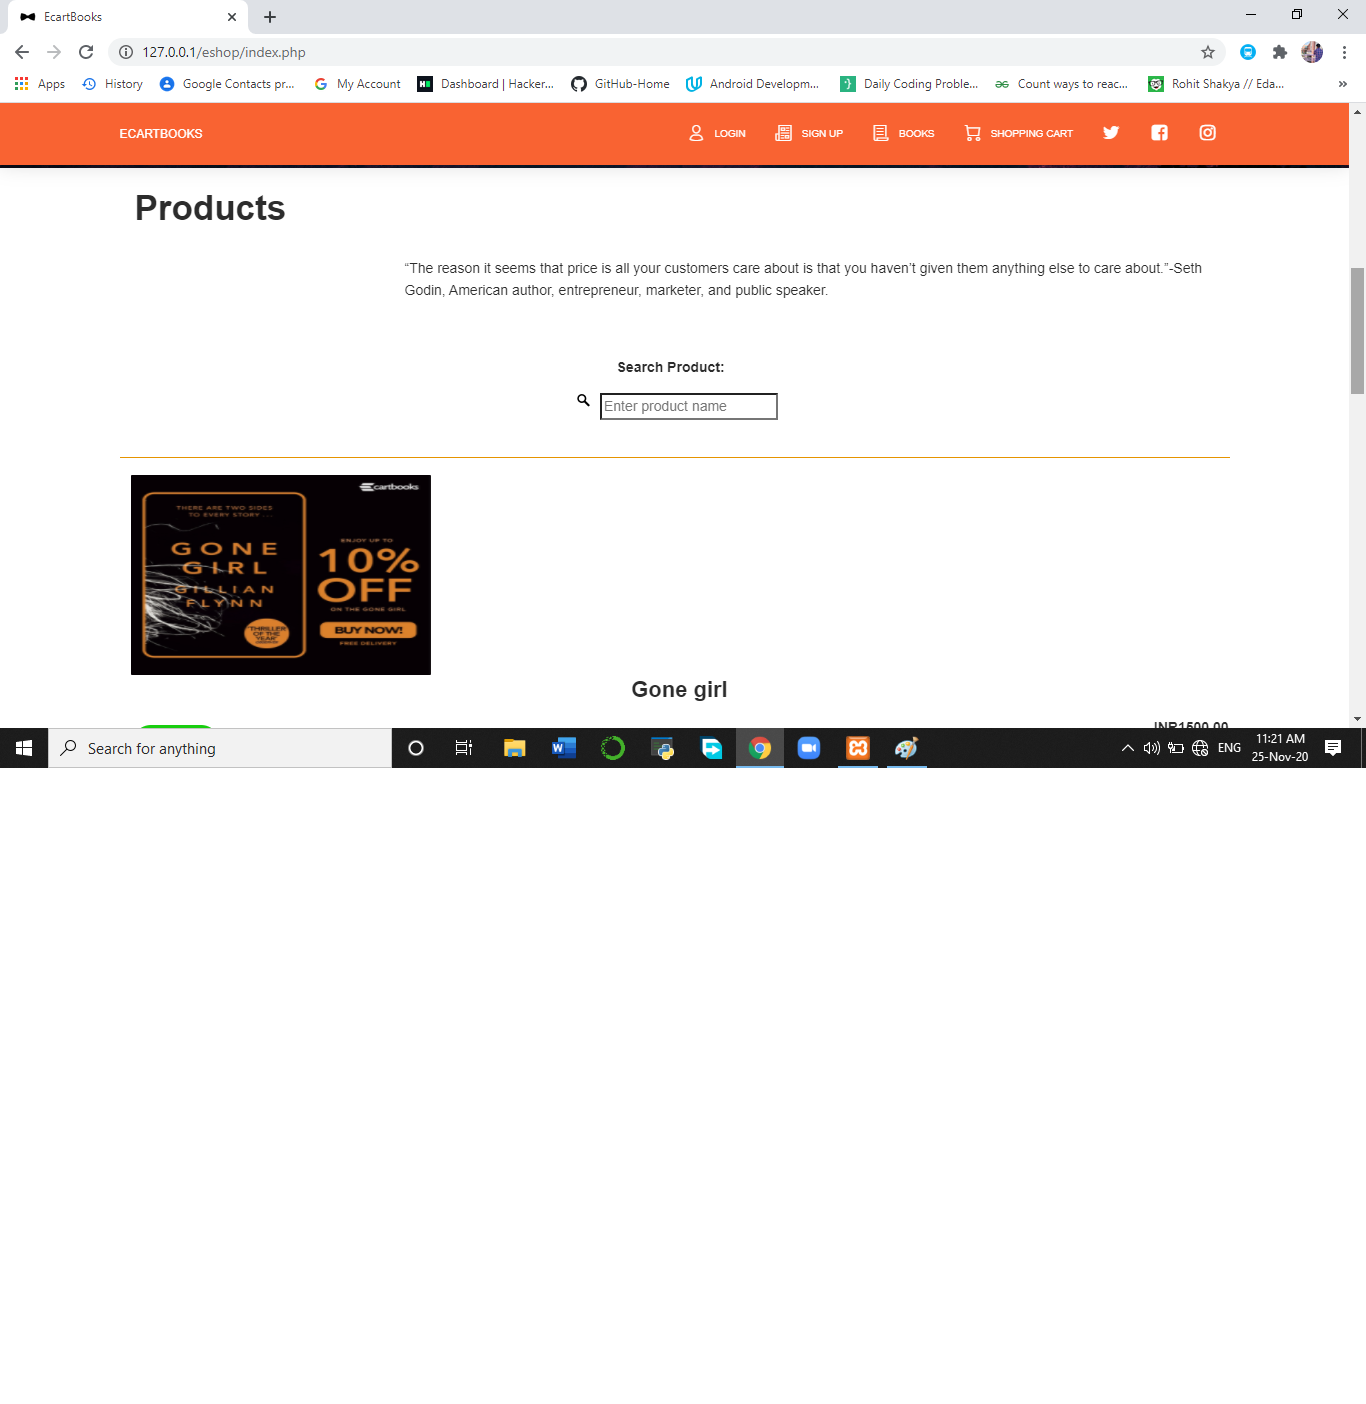 EcartBooks
127.0.0.1/eshop/index.php
Apps History Google Contacts pr... My Account Dashboard | Hacker... GitHub-Home Android Developm... Daily Coding Proble... Count ways to reac... Rohit Shakya // Eda... »
ECARTBOOKS LOGIN SIGN UP BOOKS SHOPPING CART
Products
“The reason it seems that price is all your customers care about is that you haven’t given them anything else to care about.”-Seth
Godin, American author, entrepreneur, marketer, and public speaker.
Search Product:
Enter product name
Ecartbooks
THERE ARE TWO SIDES
TO EVERY STORY . . .
GONE
GIRL
GILLIAN
FLYNN
"THRILLER
OF THE
YEAR"
ENJOY UP TO
10%
OFF
ON THE GONE GIRL
BUY NOW!
FREE DELIVERY
Gone girl
INR1500.00
Search for anything
ENG
11:21 AM
25-Nov-20